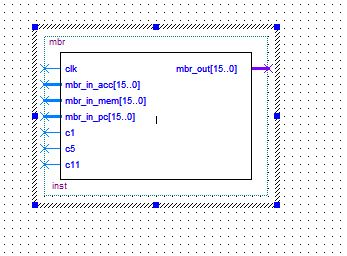 mbr
clk mbr_out[15..0]
mbr_in_acc[15..0]
mbr_in_mem[15..0]
mbr_in_pc[15..0]
c1
c5
c11
inst